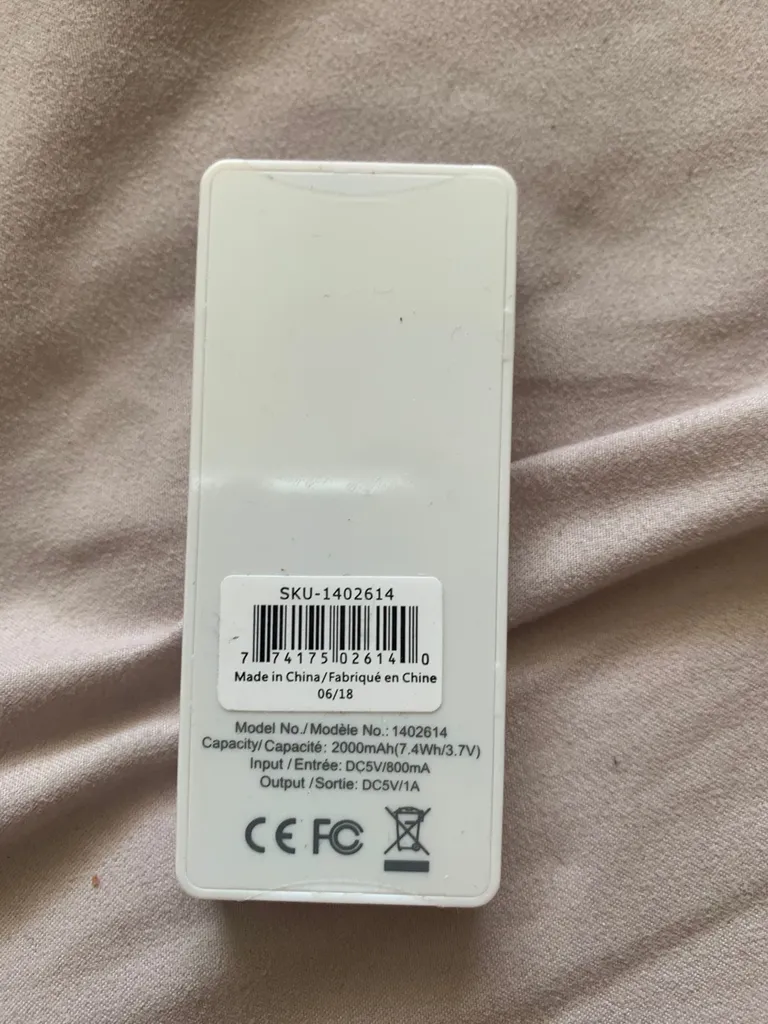 SKU-1402614
7 74175 02614 0
Made in China/Fabriqué en Chine
06/18
Model No./Modèle No.: 1402614
Capacity/Capacité: 2000mAh(7.4Wh/3.7V)
Input/Entrée: DC5V/800mA
Output/Sortie: DC5V/1A
CE FC